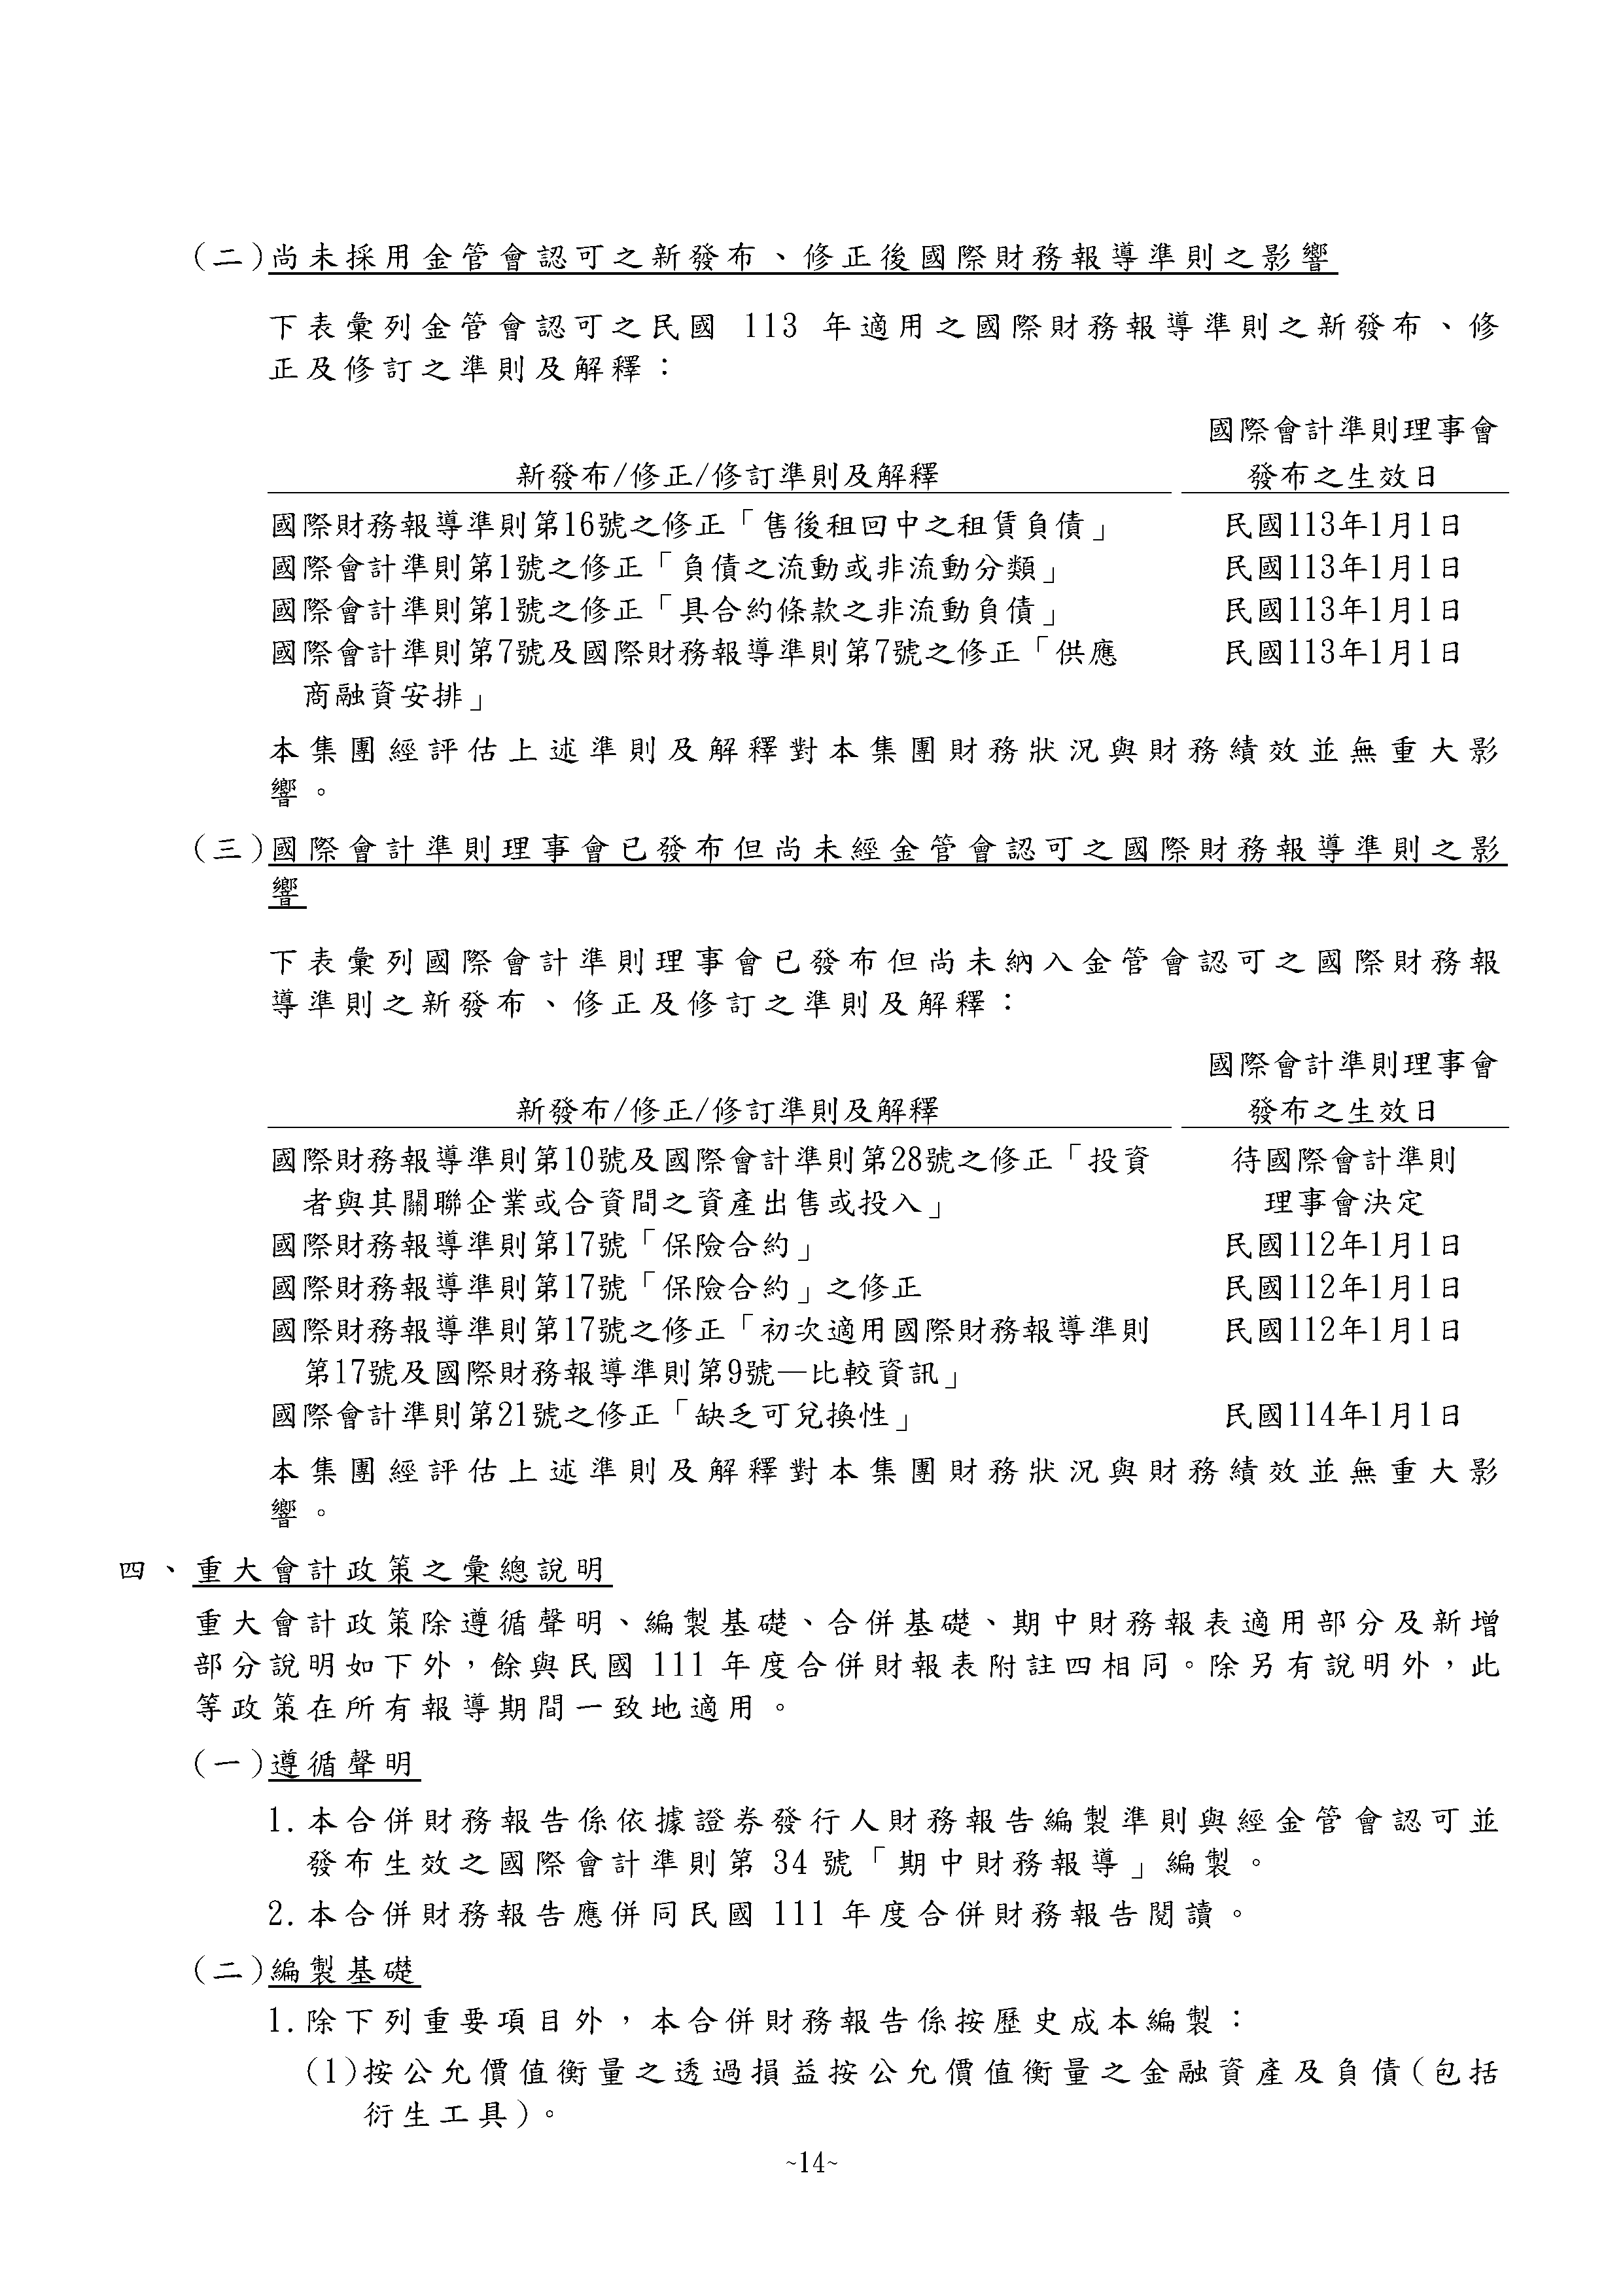 (二)尚未採用金管會認可之新發布、修正後國際財務報導準則之影響
下表彙列金管會認可之民國 113 年適用之國際財務報導準則之新發布、修
正及修訂之準則及解釋：
國際會計準則理事會
新發布/修正/修訂準則及解釋 發布之生效日
國際財務報導準則第16號之修正「售後租回中之租賃負債」 民國113年1月1日
國際會計準則第1號之修正「負債之流動或非流動分類」 民國113年1月1日
國際會計準則第1號之修正「具合約條款之非流動負債」 民國113年1月1日
國際會計準則第7號及國際財務報導準則第7號之修正「供應 民國113年1月1日
商融資安排」
本集團經評估上述準則及解釋對本集團財務狀況與財務績效並無重大影
響。
(三)國際會計準則理事會已發布但尚未經金管會認可之國際財務報導準則之影
響
下表彙列國際會計準則理事會已發布但尚未納入金管會認可之國際財務報
導準則之新發布、修正及修訂之準則及解釋：
國際會計準則理事會
新發布/修正/修訂準則及解釋 發布之生效日
國際財務報導準則第10號及國際會計準則第28號之修正「投資 待國際會計準則
者與其關聯企業或合資間之資產出售或投入」 理事會決定
國際財務報導準則第17號「保險合約」 民國112年1月1日
國際財務報導準則第17號「保險合約」之修正 民國112年1月1日
國際財務報導準則第17號之修正「初次適用國際財務報導準則 民國112年1月1日
第17號及國際財務報導準則第9號—比較資訊」
國際會計準則第21號之修正「缺乏可兌換性」 民國114年1月1日
本集團經評估上述準則及解釋對本集團財務狀況與財務績效並無重大影
響。
四、重大會計政策之彙總說明
重大會計政策除遵循聲明、編製基礎、合併基礎、期中財務報表適用部分及新增
部分說明如下外，餘與民國 111 年度合併財報表附註四相同。除另有說明外，此
等政策在所有報導期間一致地適用。
(一)遵循聲明
1.本合併財務報告係依據證券發行人財務報告編製準則與經金管會認可並
發布生效之國際會計準則第 34 號「期中財務報導」編製。
2.本合併財務報告應併同民國 111 年度合併財務報告閱讀。
(二)編製基礎
1.除下列重要項目外，本合併財務報告係按歷史成本編製：
(1)按公允價值衡量之透過損益按公允價值衡量之金融資產及負債(包括
衍生工具)。
~14~